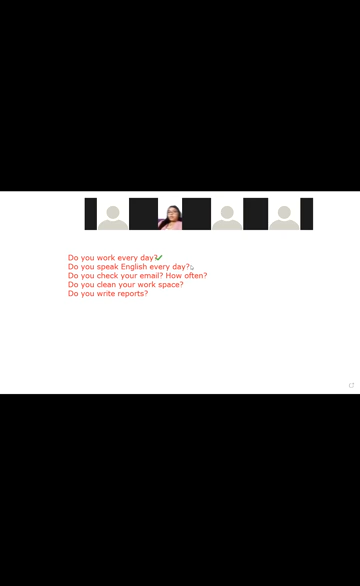 Do you work every day?
Do you speak English every day?
Do you check your email? How often?
Do you clean your work space?
Do you write reports?